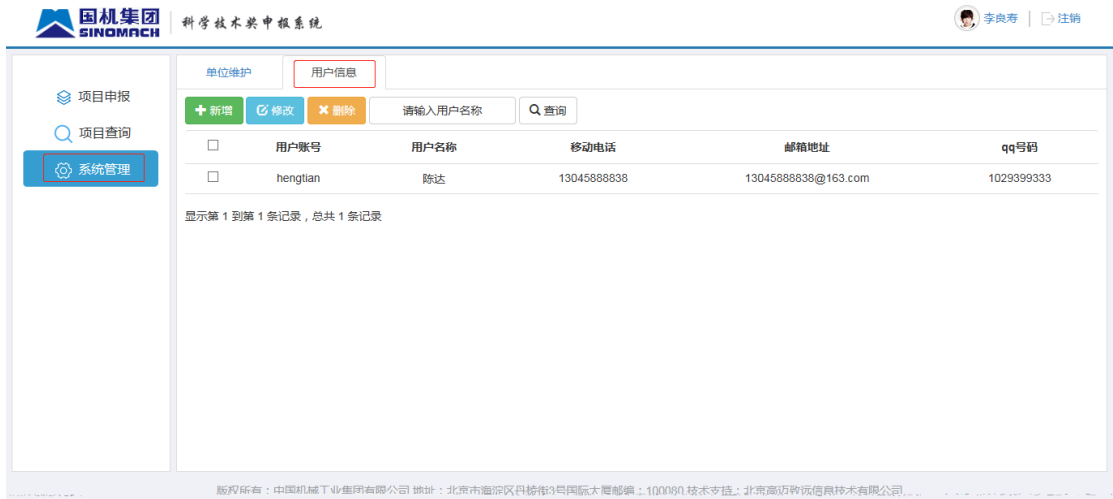 国机集团
SINOMACH
科学技术奖申报系统
李良寿 注销
单位维护 用户信息
项目申报
新增 修改 删除 请输入用户名称 查询
项目查询
用户账号 用户名称 移动电话 邮箱地址 qq号码
系统管理
hengtian 陈达 13045888838 13045888838@163.com 1029399333
显示第 1 到第 1 条记录，总共 1 条记录
版权所有：中国机械工业集团有限公司 地址：北京市海淀区丹棱街3号国际大厦邮编：100080 技术支持：北京高迈致远信息技术有限公司